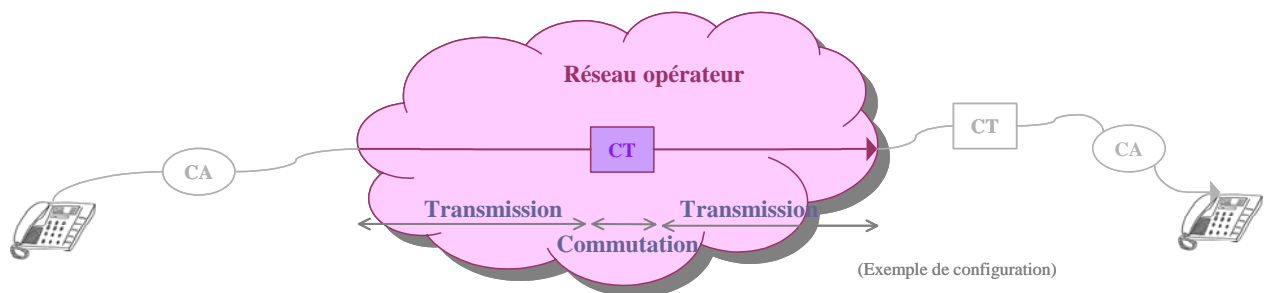 Réseau opérateur
CA
CT
CT
CA
Transmission
Transmission
Commutation
(Exemple de configuration)